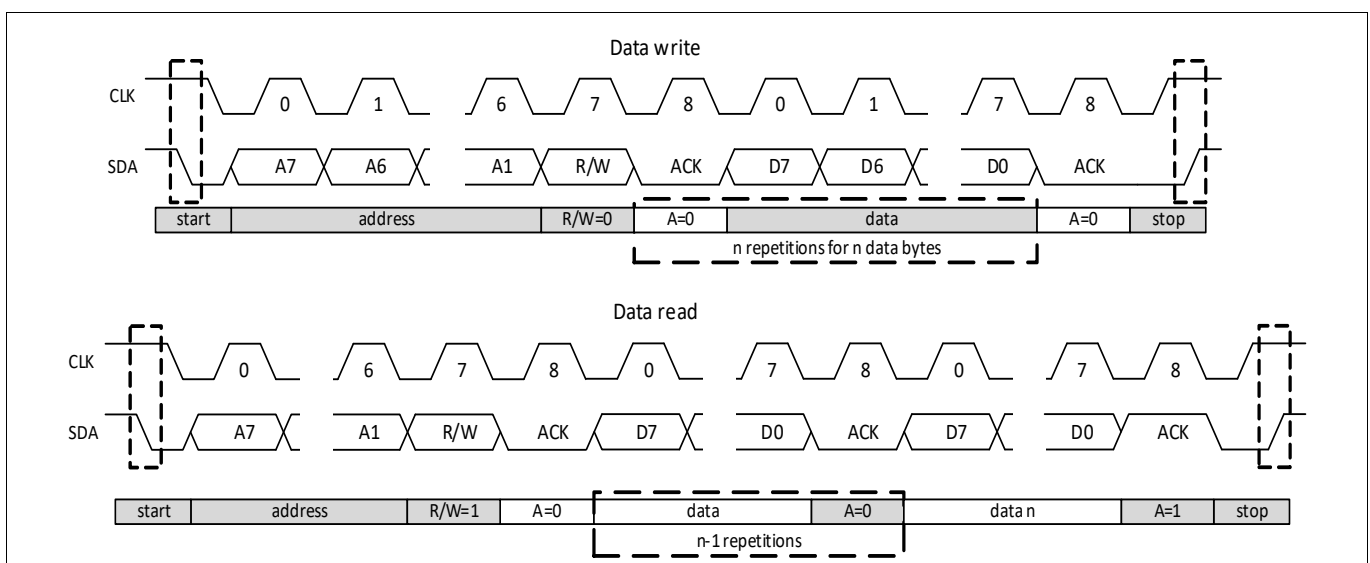 Data write
CLK 0 1 6 7 8 0 1 7 8
SDA A7 A6 A1 R/W ACK D7 D6 D0 ACK
start address R/W=0 A=0 data A=0 stop
n repetitions for n data bytes
Data read
CLK 0 6 7 8 0 7 8 0 7 8
SDA A7 A1 R/W ACK D7 D0 ACK D7 D0 ACK
start address R/W=1 A=0 data A=0 data n A=1 stop
n-1 repetitions